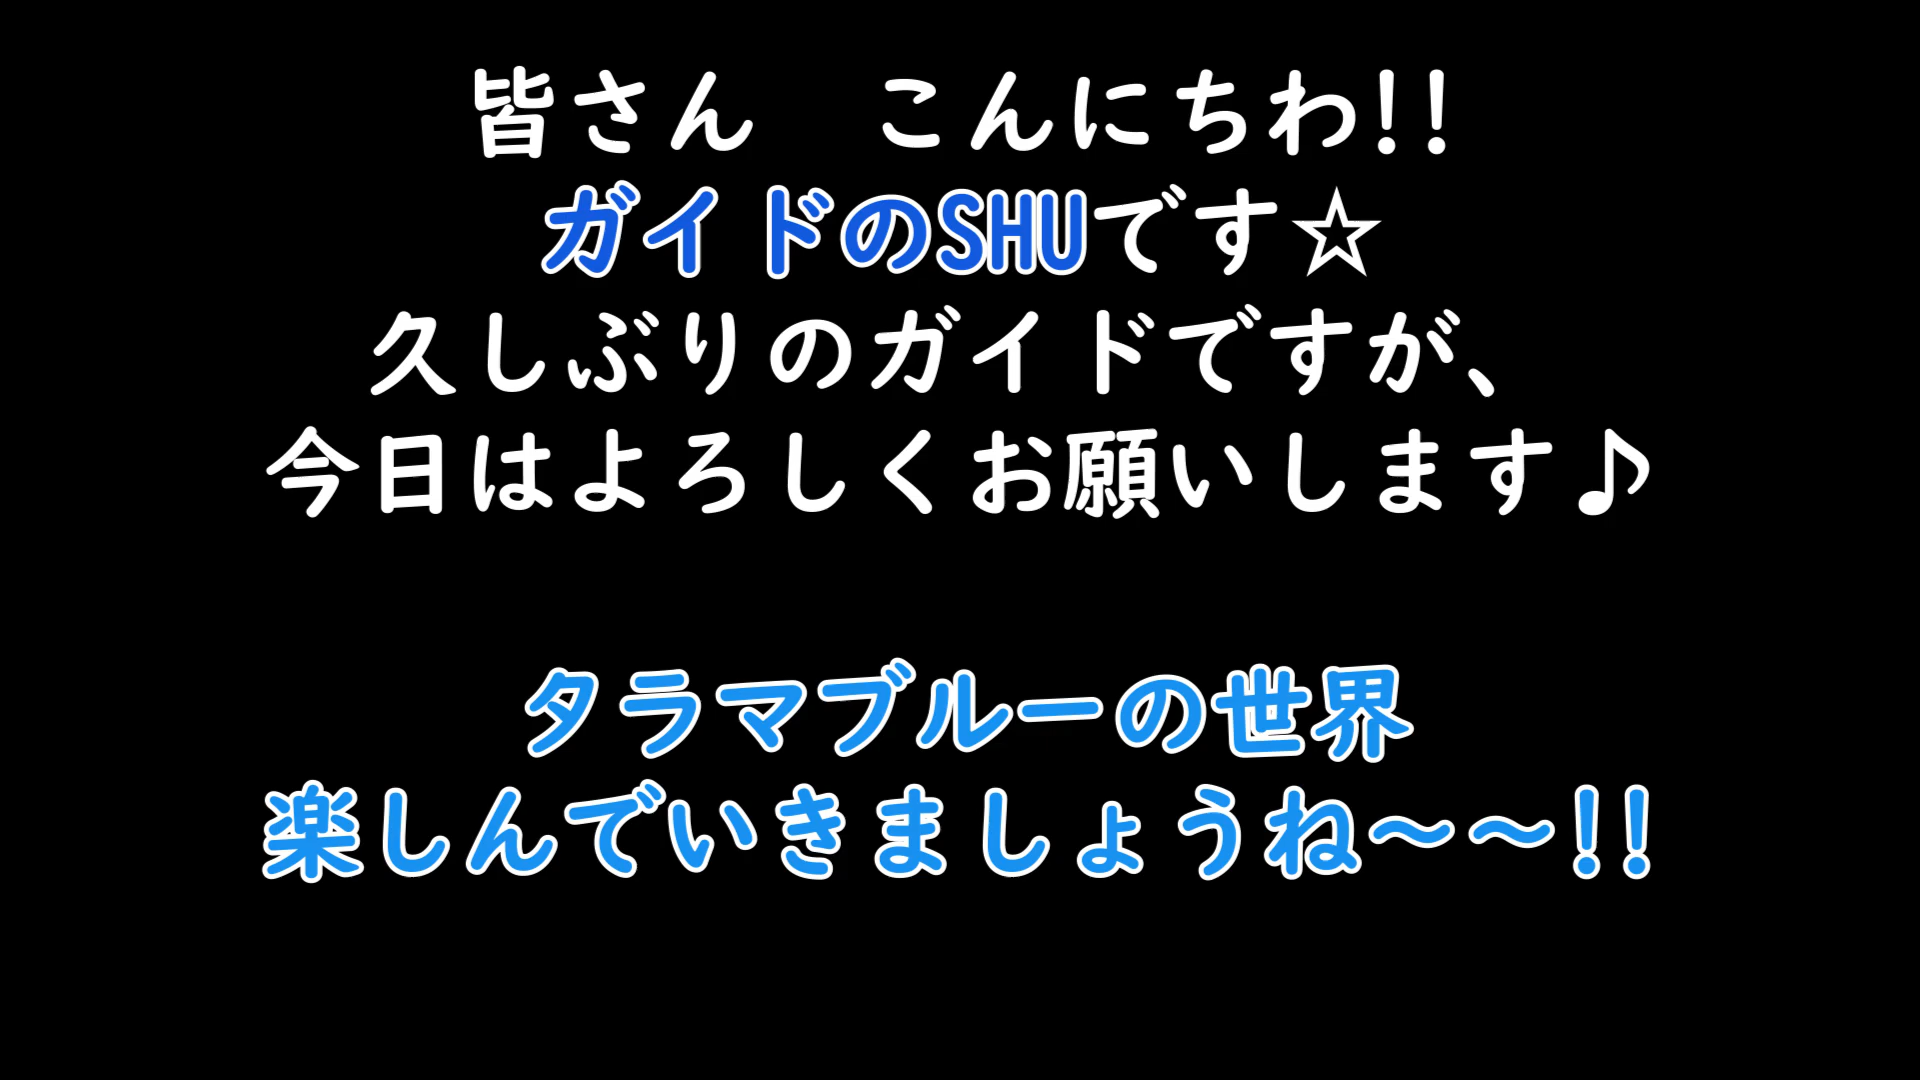 皆さん　こんにちわ!!
ガイドのSHUです☆
久しぶりのガイドですが、
今日はよろしくお願いします♪
タラマブルーの世界
楽しんでいきましょうね～～!!